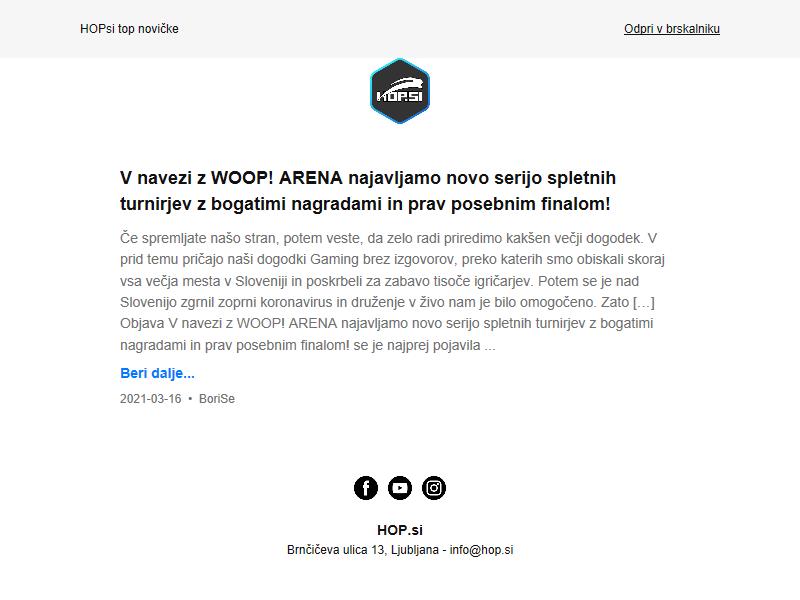 HOPsi top novičke
Odpri v brskalniku
HOP.SI
V navezi z WOOP! ARENA najavljamo novo serijo spletnih
turnirjev z bogatimi nagradami in prav posebnim finalom!
Če spremljate našo stran, potem veste, da zelo radi priredimo kakšen večji dogodek. V
prid temu pričajo naši dogodki Gaming brez izgovorov, preko katerih smo obiskali skoraj
vsa večja mesta v Sloveniji in poskrbeli za zabavo tisoče igričarjev. Potem se je nad
Slovenijo zgrnil zoprni koronavirus in druženje v živo nam je bilo omogočeno. Zato […]
Objava V navezi z WOOP! ARENA najavljamo novo serijo spletnih turnirjev z bogatimi
nagradami in prav posebnim finalom! se je najprej pojavila ...
Beri dalje...
2021-03-16 • BoriSe
HOP.si
Brnčičeva ulica 13, Ljubljana - info@hop.si